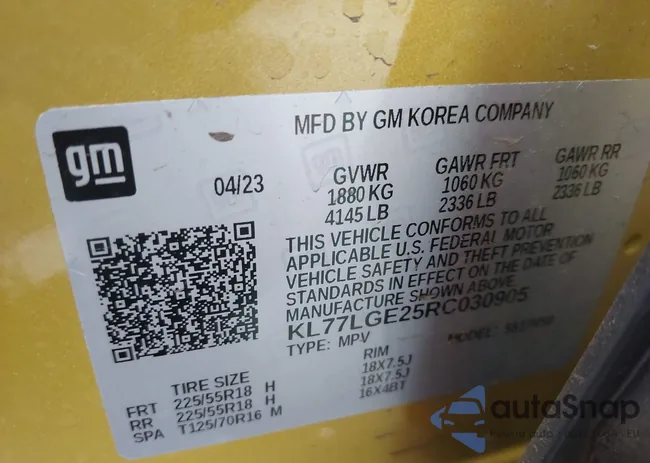 gm
MFD BY GM KOREA COMPANY
04/23
GVWR GAWR FRT GAWR RR
1880 KG 1060 KG 1060 KG
4145 LB 2336 LB 2336 LB
THIS VEHICLE CONFORMS TO ALL
APPLICABLE U.S. FEDERAL MOTOR
VEHICLE SAFETY AND THEFT PREVENTION
STANDARDS IN EFFECT ON THE DATE OF
MANUFACTURE SHOWN ABOVE
KL77LGE25RC030905
TYPE: MPV MODEL:
TIRE SIZE RIM
FRT 225/55R18 H 18X7.5J
RR 225/55R18 H 18X7.5J
SPA T125/70R16 M 16X4BT
autoSnap